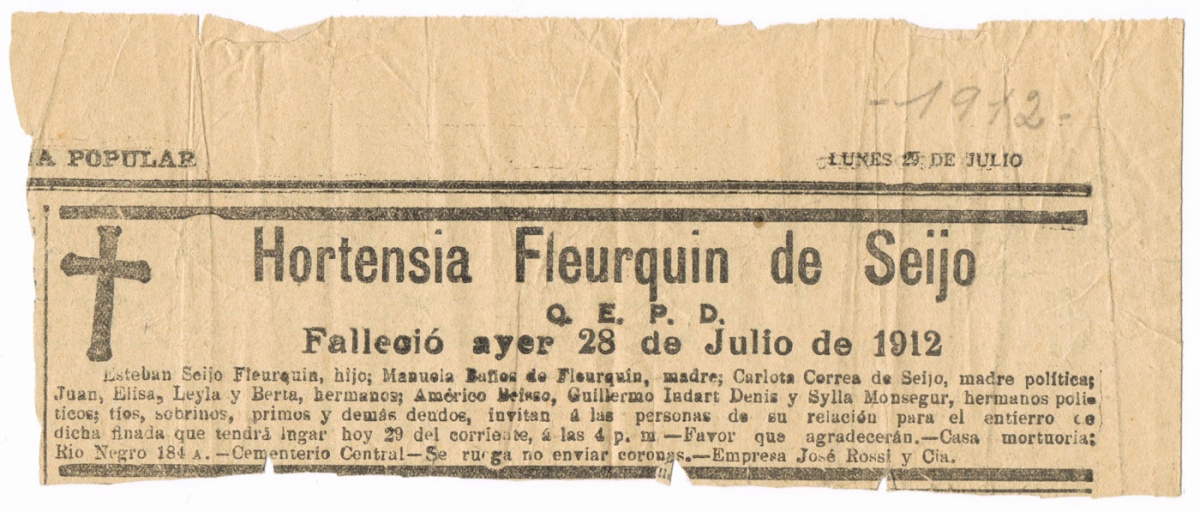 -1912-
IA POPULAR
LUNES 29 DE JULIO
Hortensia Fleurquin de Seijo
Q. E. P. D.
Falleció ayer 28 de Julio de 1912
Esteban Seijo Fleurquin, hijo; Manuela Baños de Fleurquin, madre; Carlota Correa de Seijo, madre política;
Juan, Elisa, Leyla y Berta, hermanos; Américo Beisso, Guillermo Indart Denis y Sylla Monsegur, hermanos polí-
ticos; tíos, sobrinos, primos y demás deudos, invitan á las personas de su relación para el entierro de
dicha finada que tendrá lugar hoy 29 del corriente, á las 4 p. m.—Favor que agradecerán.—Casa mortuoria;
Rio Negro 184 A.—Cementerio Central—Se ruega no enviar coronas.—Empresa José Rossi y Cía.